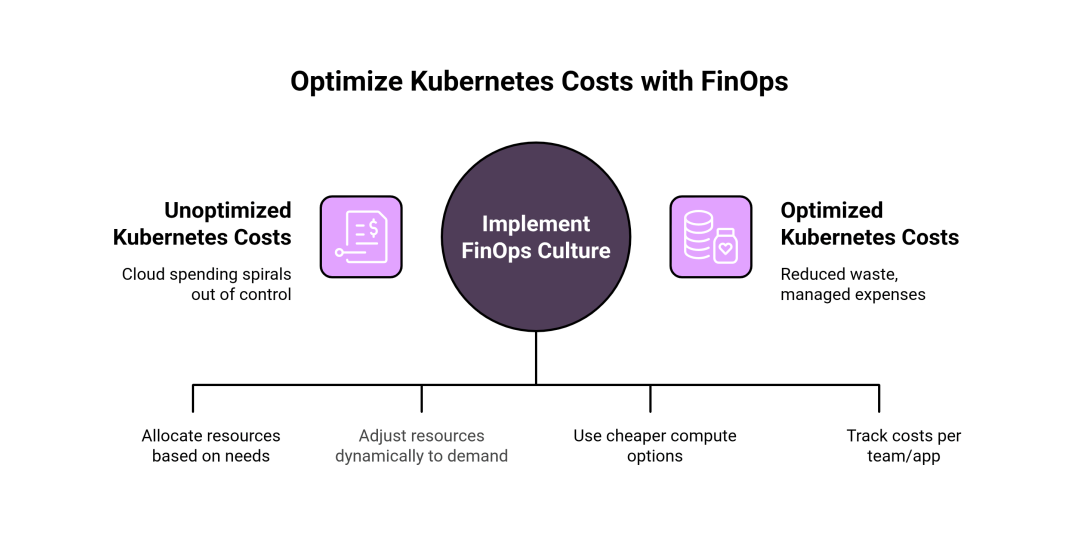 Optimize Kubernetes Costs with FinOps
Unoptimized
Kubernetes Costs
Cloud spending spirals
out of control
$
Implement
FinOps Culture
Optimized
Kubernetes Costs
Reduced waste,
managed expenses
Allocate resources
based on needs
Adjust resources
dynamically to demand
Use cheaper compute
options
Track costs per
team/app